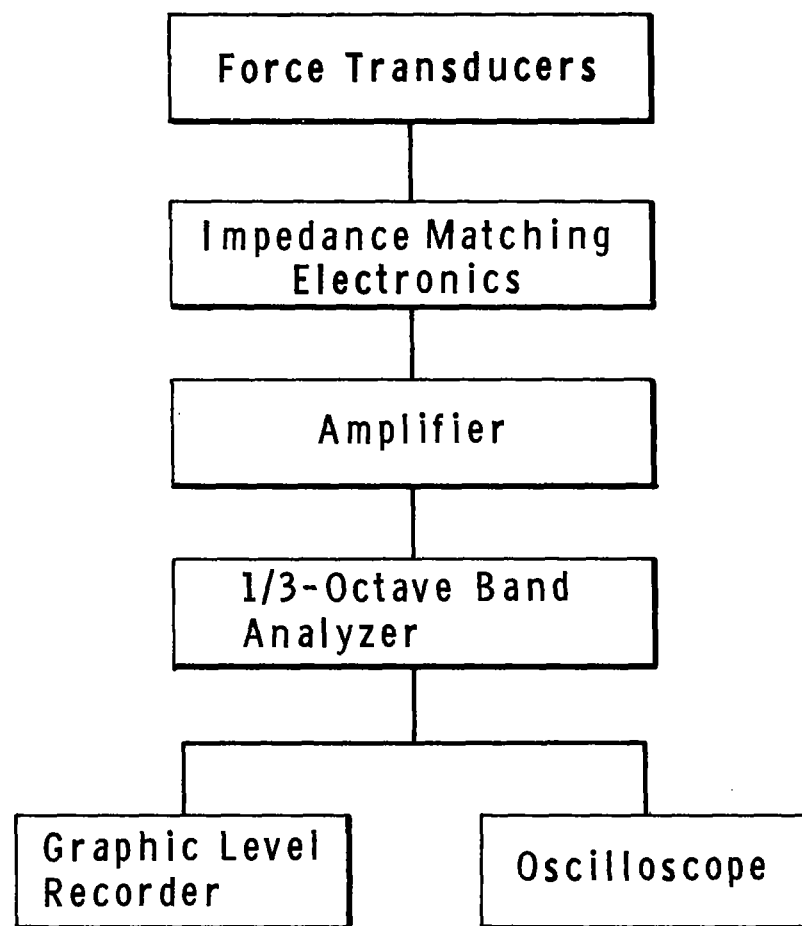 Force Transducers
Impedance Matching
Electronics
Amplifier
1/3-Octave Band
Analyzer
Graphic Level
Recorder
Oscilloscope